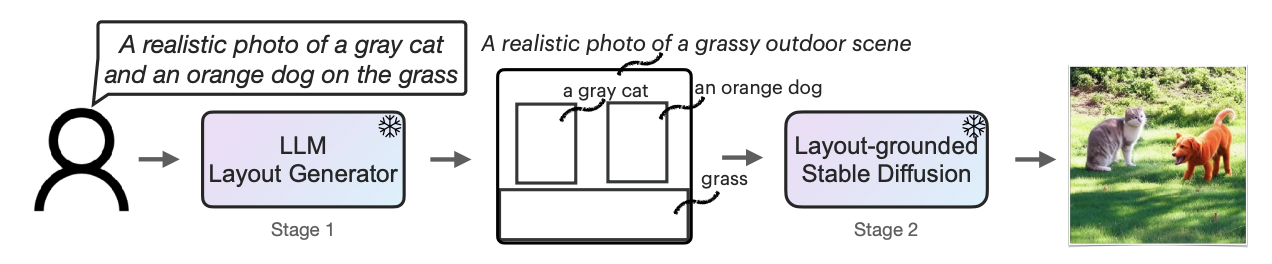 A realistic photo of a gray cat
and an orange dog on the grass
A realistic photo of a grassy outdoor scene
a gray cat
an orange dog
LLM
Layout Generator
grass
Layout-grounded
Stable Diffusion
Stage 1
Stage 2